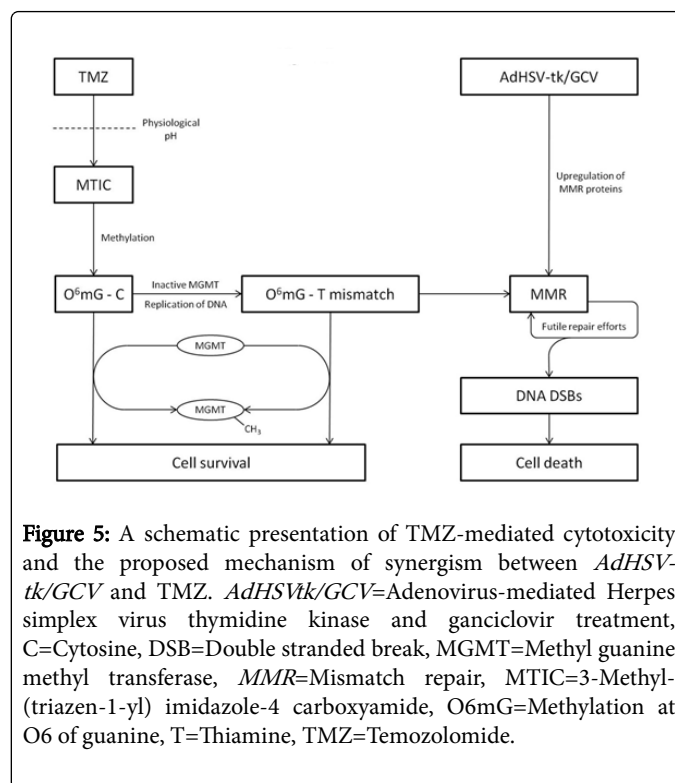 TMZ
AdHSV-tk/GCV
Physiological
pH
Upregulation of
MMR proteins
MTIC
Methylation
O⁶mG - C
Inactive MGMT
Replication of DNA
O⁶mG - T mismatch
MMR
Futile repair efforts
MGMT
MGMT
CH₃
DNA DSBs
Cell survival
Cell death
Figure 5: A schematic presentation of TMZ-mediated cytotoxicity
and the proposed mechanism of synergism between AdHSV-
tk/GCV and TMZ. AdHSVtk/GCV=Adenovirus-mediated Herpes
simplex virus thymidine kinase and ganciclovir treatment,
C=Cytosine, DSB=Double stranded break, MGMT=Methyl guanine
methyl transferase, MMR=Mismatch repair, MTIC=3-Methyl-
(triazen-1-yl) imidazole-4 carboxyamide, O6mG=Methylation at
O6 of guanine, T=Thiamine, TMZ=Temozolomide.